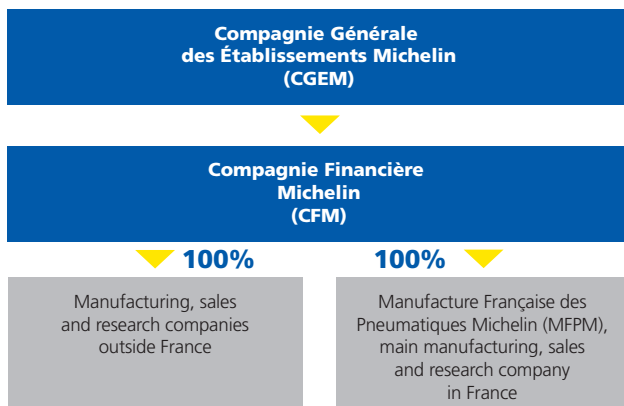 Compagnie Générale
des Établissements Michelin
(CGEM)
Compagnie Financière
Michelin
(CFM)
100%
100%
Manufacturing, sales
and research companies
outside France
Manufacture Française des
Pneumatiques Michelin (MFPM),
main manufacturing, sales
and research company
in France